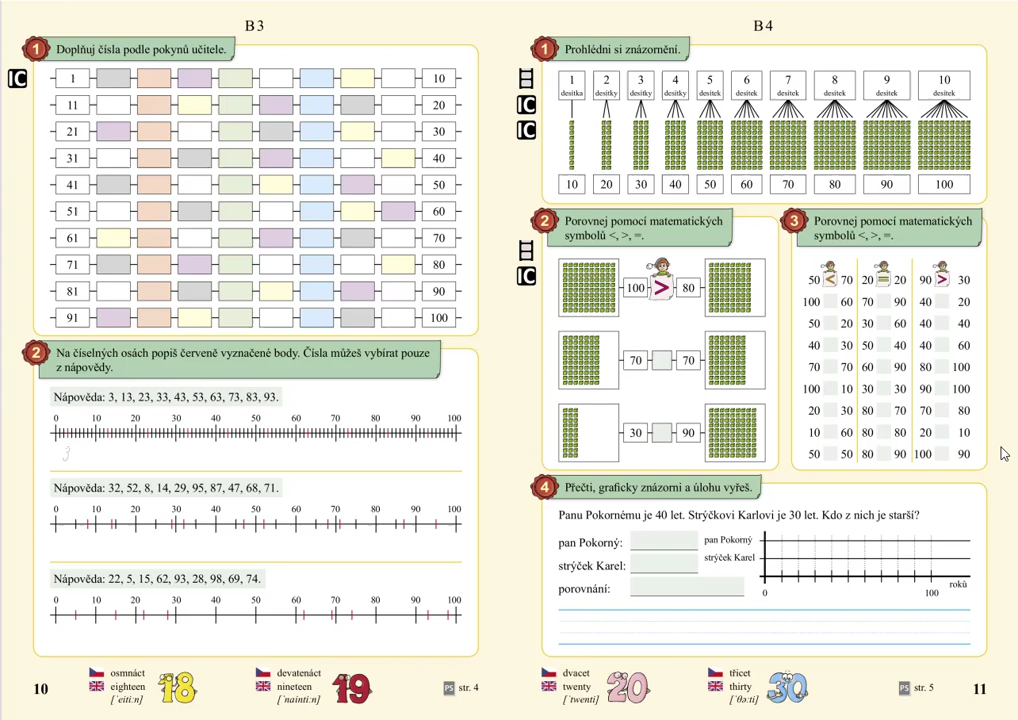 B 3
1 Doplňuj čísla podle pokynů učitele.
IC
1 10
11 20
21 30
31 40
41 50
51 60
61 70
71 80
81 90
91 100
2 Na číselných osách popiš červeně vyznačené body. Čísla můžeš vybírat pouze
z nápovědy.
Nápověda: 3, 13, 23, 33, 43, 53, 63, 73, 83, 93.
0 10 20 30 40 50 60 70 80 90 100
3
Nápověda: 32, 52, 8, 14, 29, 95, 87, 47, 68, 71.
0 10 20 30 40 50 60 70 80 90 100
Nápověda: 22, 5, 15, 62, 93, 28, 98, 69, 74.
0 10 20 30 40 50 60 70 80 90 100
10
osmnáct
eighteen
[ˈeitiːn]
18
devatenáct
nineteen
[ˈnaintiːn]
19
PS str. 4
B 4
1 Prohlédni si znázornění.
IC
IC
1 2 3 4 5 6 7 8 9 10
desítka desítky desítky desítky desítek desítek desítek desítek desítek desítek
10 20 30 40 50 60 70 80 90 100
2 Porovnej pomocí matematických
symbolů <, >, =.
IC
100 > 80
70 70
30 90
3 Porovnej pomocí matematických
symbolů <, >, =.
50 < 70 20 = 20 90 > 30
100 60 70 90 40 20
50 20 30 60 40 40
40 30 50 40 40 60
70 70 60 90 80 100
100 10 30 30 90 100
20 30 80 70 70 80
10 60 80 80 20 10
50 50 80 90 100 90
4 Přečti, graficky znázorni a úlohu vyřeš.
Panu Pokornému je 40 let. Strýčkovi Karlovi je 30 let. Kdo z nich je starší?
pan Pokorný:
strýček Karel:
porovnání:
pan Pokorný
strýček Karel
0 100 roků
dvacet
twenty
[ˈtwenti]
20
třicet
thirty
[ˈθəːti]
30
PS str. 5
11